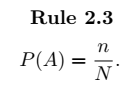 Rule 2.3
P(A) = n/N.